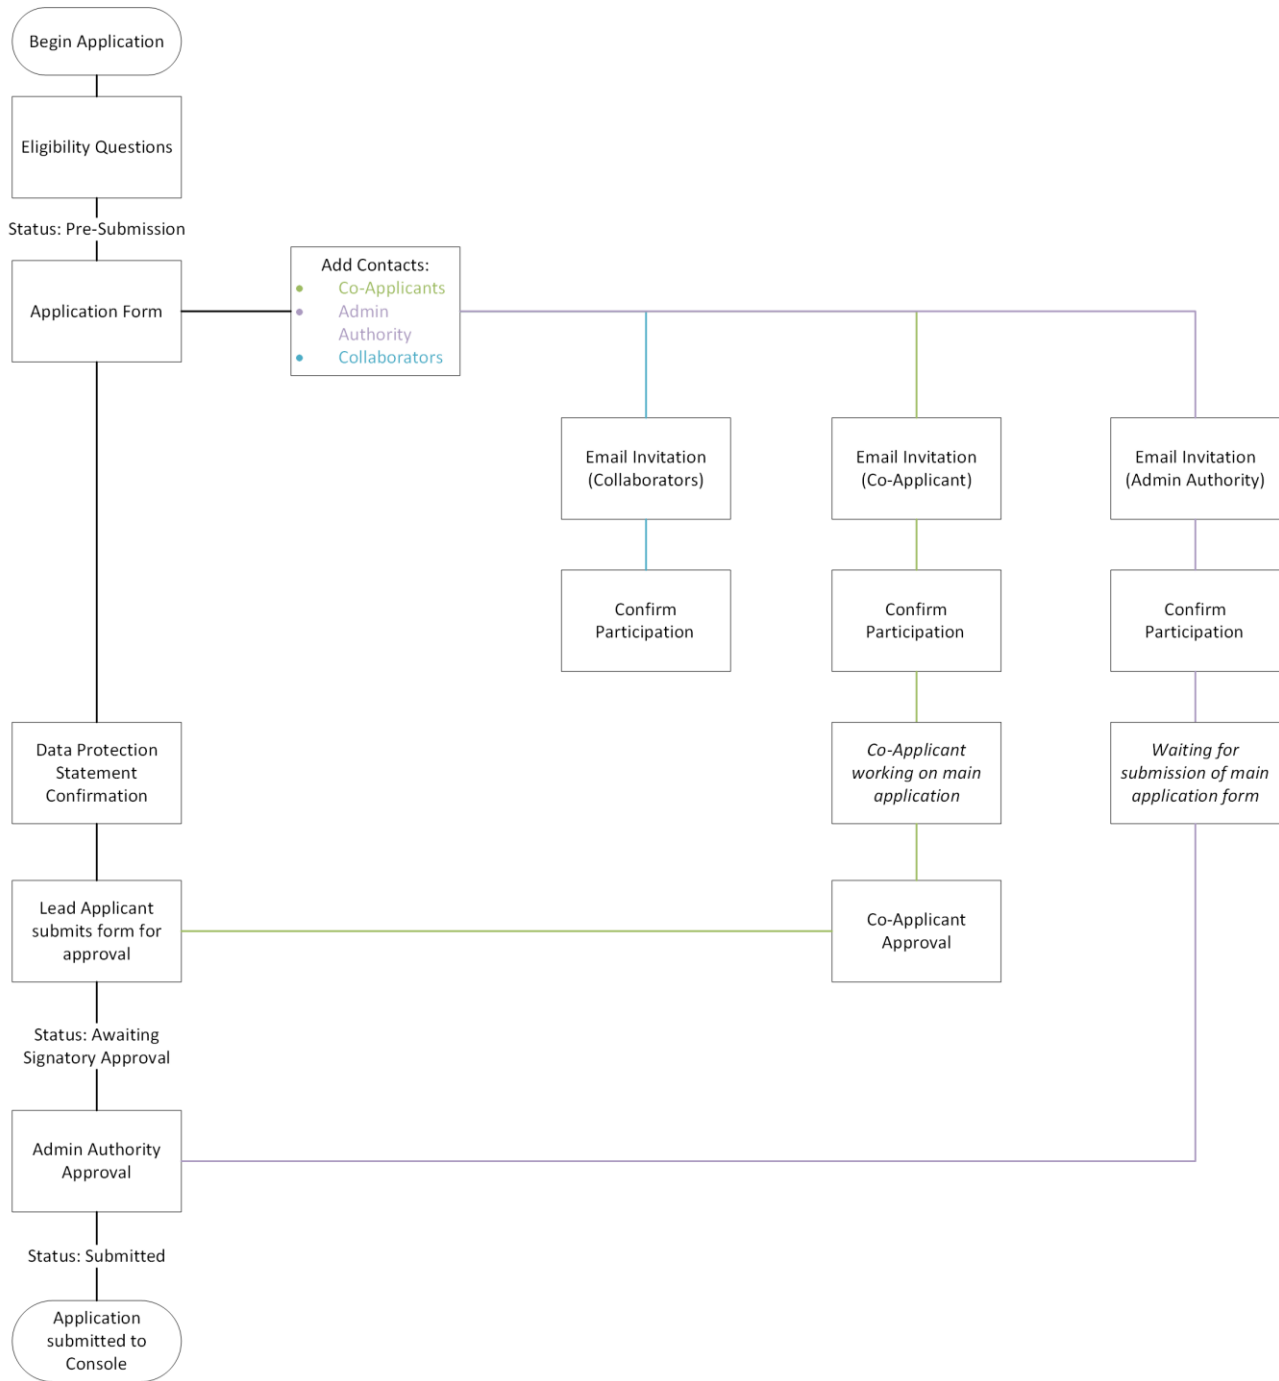 Begin Application
Eligibility Questions
Status: Pre-Submission
Application Form
Add Contacts:
• Co-Applicants
• Admin
Authority
• Collaborators
Email Invitation
(Collaborators)
Email Invitation
(Co-Applicant)
Email Invitation
(Admin Authority)
Confirm
Participation
Confirm
Participation
Confirm
Participation
Data Protection
Statement
Confirmation
Co-Applicant
working on main
application
Waiting for
submission of main
application form
Lead Applicant
submits form for
approval
Co-Applicant
Approval
Status: Awaiting
Signatory Approval
Admin Authority
Approval
Status: Submitted
Application
submitted to
Console